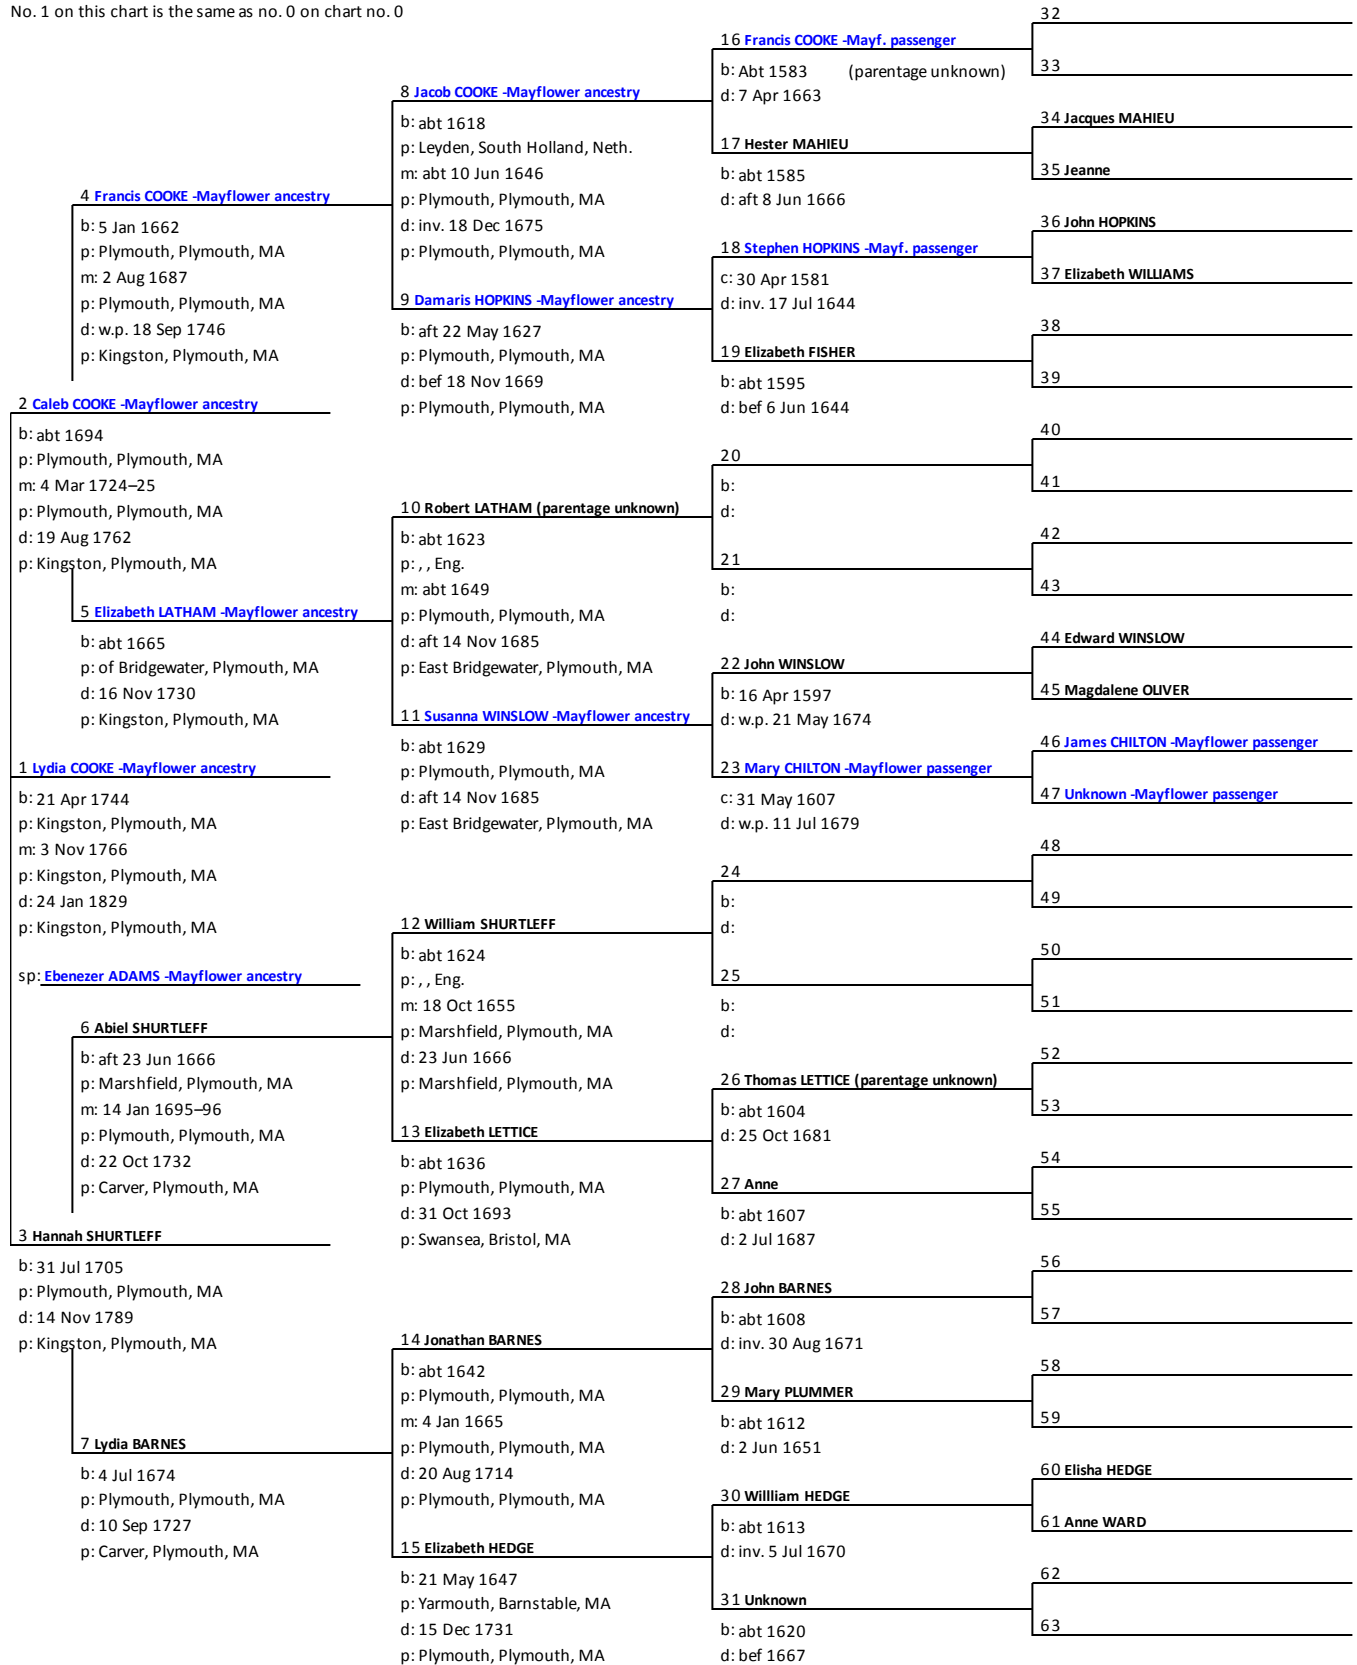 No. 1 on this chart is the same as no. 0 on chart no. 0
4 Francis COOKE -Mayflower ancestry
b: 5 Jan 1662
p: Plymouth, Plymouth, MA
m: 2 Aug 1687
p: Plymouth, Plymouth, MA
d: w.p. 18 Sep 1746
p: Kingston, Plymouth, MA
2 Caleb COOKE -Mayflower ancestry
b: abt 1694
p: Plymouth, Plymouth, MA
m: 4 Mar 1724–25
p: Plymouth, Plymouth, MA
d: 19 Aug 1762
p: Kingston, Plymouth, MA
5 Elizabeth LATHAM -Mayflower ancestry
b: abt 1665
p: of Bridgewater, Plymouth, MA
d: 16 Nov 1730
p: Kingston, Plymouth, MA
1 Lydia COOKE -Mayflower ancestry
b: 21 Apr 1744
p: Kingston, Plymouth, MA
m: 3 Nov 1766
p: Kingston, Plymouth, MA
d: 24 Jan 1829
p: Kingston, Plymouth, MA
sp: Ebenezer ADAMS -Mayflower ancestry
6 Abiel SHURTLEFF
b: aft 23 Jun 1666
p: Marshfield, Plymouth, MA
m: 14 Jan 1695–96
p: Plymouth, Plymouth, MA
d: 22 Oct 1732
p: Carver, Plymouth, MA
3 Hannah SHURTLEFF
b: 31 Jul 1705
p: Plymouth, Plymouth, MA
d: 14 Nov 1789
p: Kingston, Plymouth, MA
7 Lydia BARNES
b: 4 Jul 1674
p: Plymouth, Plymouth, MA
d: 10 Sep 1727
p: Carver, Plymouth, MA
8 Jacob COOKE -Mayflower ancestry
b: abt 1618
p: Leyden, South Holland, Neth.
m: abt 10 Jun 1646
p: Plymouth, Plymouth, MA
d: inv. 18 Dec 1675
p: Plymouth, Plymouth, MA
9 Damaris HOPKINS -Mayflower ancestry
b: aft 22 May 1627
p: Plymouth, Plymouth, MA
d: bef 18 Nov 1669
p: Plymouth, Plymouth, MA
10 Robert LATHAM (parentage unknown)
b: abt 1623
p: , , Eng.
m: abt 1649
p: Plymouth, Plymouth, MA
d: aft 14 Nov 1685
p: East Bridgewater, Plymouth, MA
11 Susanna WINSLOW -Mayflower ancestry
b: abt 1629
p: Plymouth, Plymouth, MA
d: aft 14 Nov 1685
p: East Bridgewater, Plymouth, MA
12 William SHURTLEFF
b: abt 1624
p: , , Eng.
m: 18 Oct 1655
p: Marshfield, Plymouth, MA
d: 23 Jun 1666
p: Marshfield, Plymouth, MA
13 Elizabeth LETTICE
b: abt 1636
p: Plymouth, Plymouth, MA
d: 31 Oct 1693
p: Swansea, Bristol, MA
14 Jonathan BARNES
b: abt 1642
p: Plymouth, Plymouth, MA
m: 4 Jan 1665
p: Plymouth, Plymouth, MA
d: 20 Aug 1714
p: Plymouth, Plymouth, MA
15 Elizabeth HEDGE
b: 21 May 1647
p: Yarmouth, Barnstable, MA
d: 15 Dec 1731
p: Plymouth, Plymouth, MA
16 Francis COOKE -Mayf. passenger
b: Abt 1583 (parentage unknown)
d: 7 Apr 1663
17 Hester MAHIEU
b: abt 1585
d: aft 8 Jun 1666
18 Stephen HOPKINS -Mayf. passenger
c: 30 Apr 1581
d: inv. 17 Jul 1644
19 Elizabeth FISHER
b: abt 1595
d: bef 6 Jun 1644
20
b:
d:
21
b:
d:
22 John WINSLOW
b: 16 Apr 1597
d: w.p. 21 May 1674
23 Mary CHILTON -Mayflower passenger
c: 31 May 1607
d: w.p. 11 Jul 1679
24
b:
d:
25
b:
d:
26 Thomas LETTICE (parentage unknown)
b: abt 1604
d: 25 Oct 1681
27 Anne
b: abt 1607
d: 2 Jul 1687
28 John BARNES
b: abt 1608
d: inv. 30 Aug 1671
29 Mary PLUMMER
b: abt 1612
d: 2 Jun 1651
30 Willliam HEDGE
b: abt 1613
d: inv. 5 Jul 1670
31 Unknown
b: abt 1620
d: bef 1667
32
33
34 Jacques MAHIEU
35 Jeanne
36 John HOPKINS
37 Elizabeth WILLIAMS
38
39
40
41
42
43
44 Edward WINSLOW
45 Magdalene OLIVER
46 James CHILTON -Mayflower passenger
47 Unknown -Mayflower passenger
48
49
50
51
52
53
54
55
56
57
58
59
60 Elisha HEDGE
61 Anne WARD
62
63